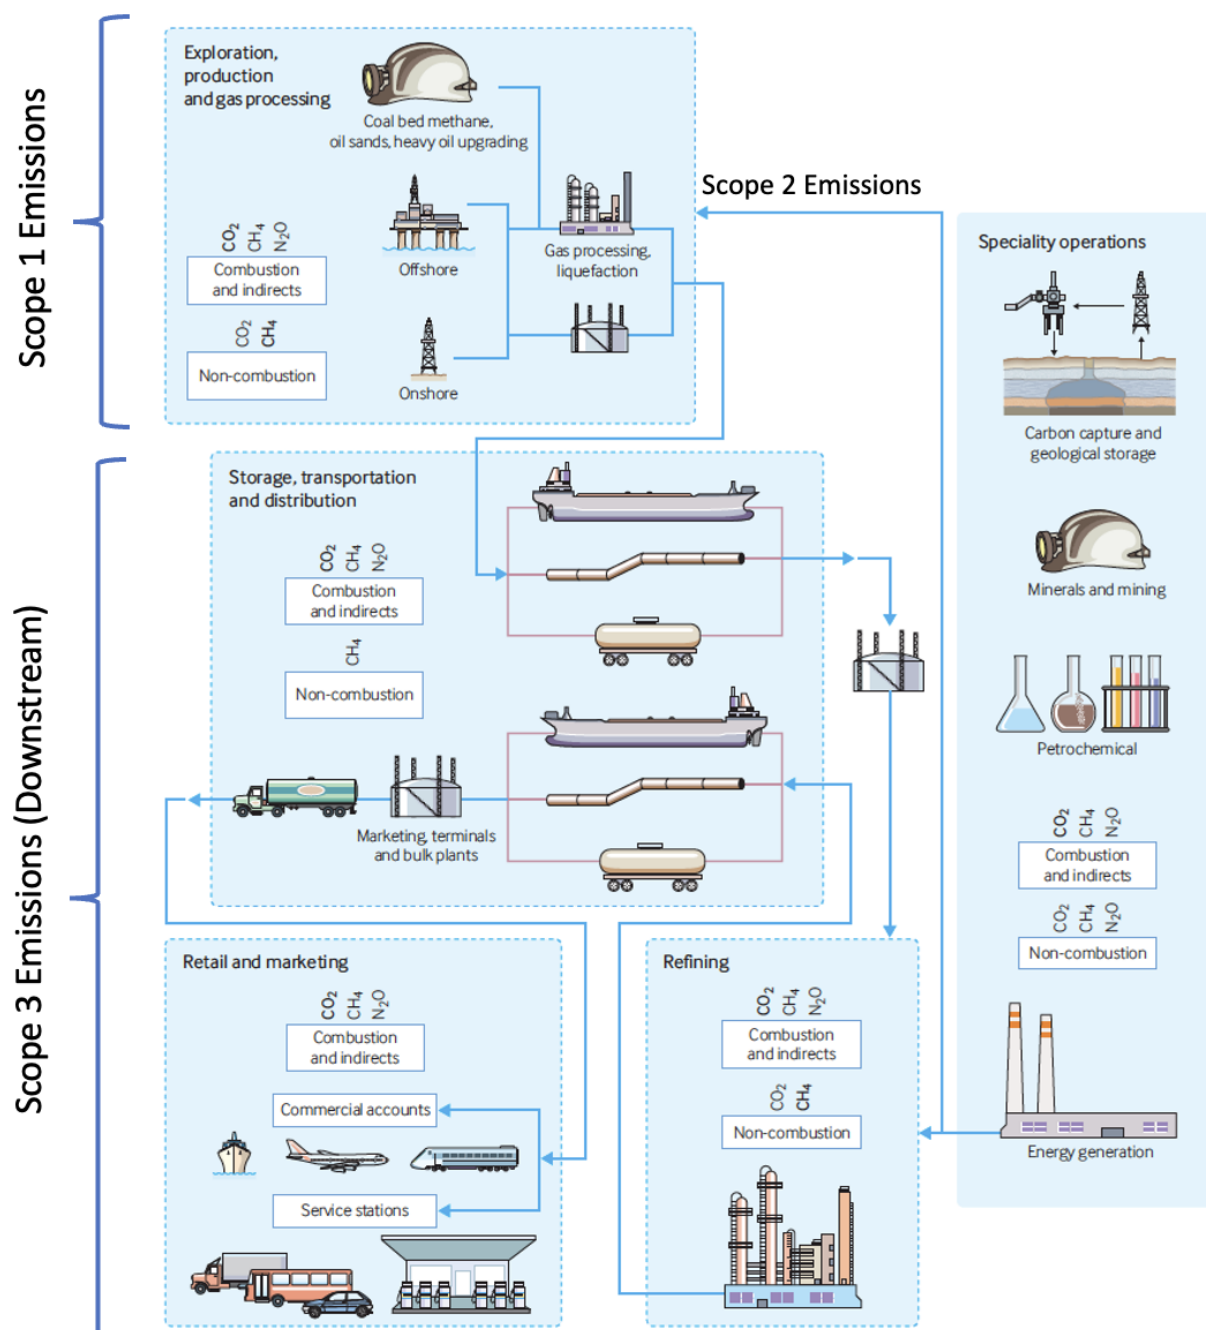 Scope 1 Emissions
Exploration,
production
and gas processing
Coal bed methane,
oil sands, heavy oil upgrading
CO₂ CH₄ N₂O
Combustion
and indirects
CO₂ CH₄
Non-combustion
Offshore
Onshore
Gas processing,
liquefaction
Scope 2 Emissions
Speciality operations
Carbon capture and
geological storage
Minerals and mining
Petrochemical
CO₂ CH₄ N₂O
Combustion
and indirects
CO₂ CH₄ N₂O
Non-combustion
Energy generation
Scope 3 Emissions (Downstream)
Storage, transportation
and distribution
CO₂ CH₄ N₂O
Combustion
and indirects
CH₄
Non-combustion
Marketing, terminals
and bulk plants
Retail and marketing
CO₂ CH₄ N₂O
Combustion
and indirects
Commercial accounts
Service stations
Refining
CO₂ CH₄ N₂O
Combustion
and indirects
CO₂ CH₄
Non-combustion